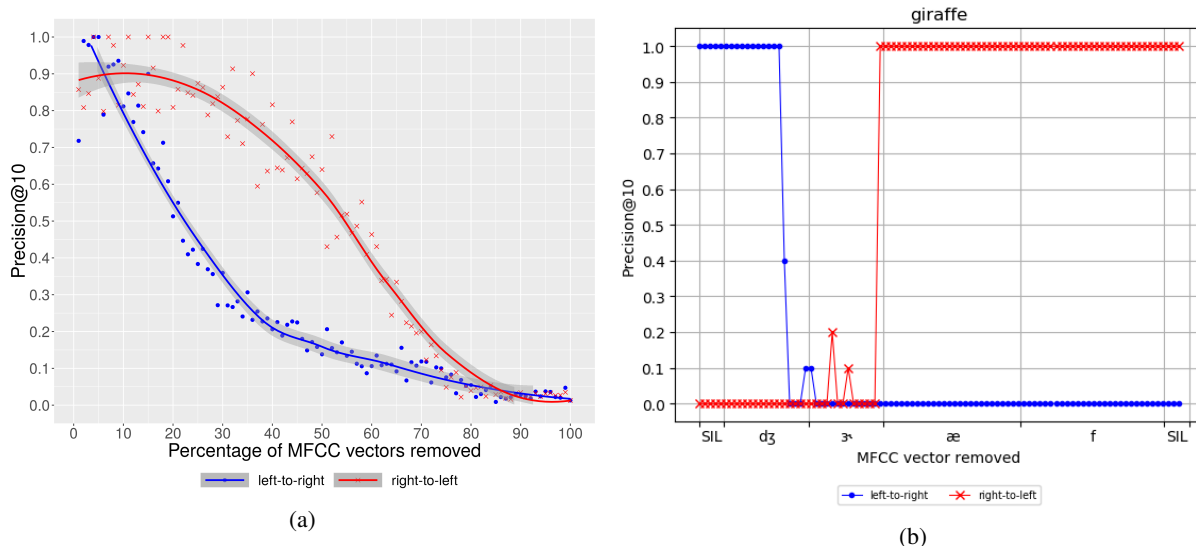 1.0
0.9
0.8
0.7
0.6
0.5
0.4
0.3
0.2
0.1
0.0
Precision@10
0 10 20 30 40 50 60 70 80 90 100
Percentage of MFCC vectors removed
left-to-right right-to-left
(a)
giraffe
1.0
0.9
0.8
0.7
0.6
0.5
0.4
0.3
0.2
0.1
0.0
Precision@10
SIL dʒ ɝ æ f SIL
MFCC vector removed
left-to-right right-to-left
(b)